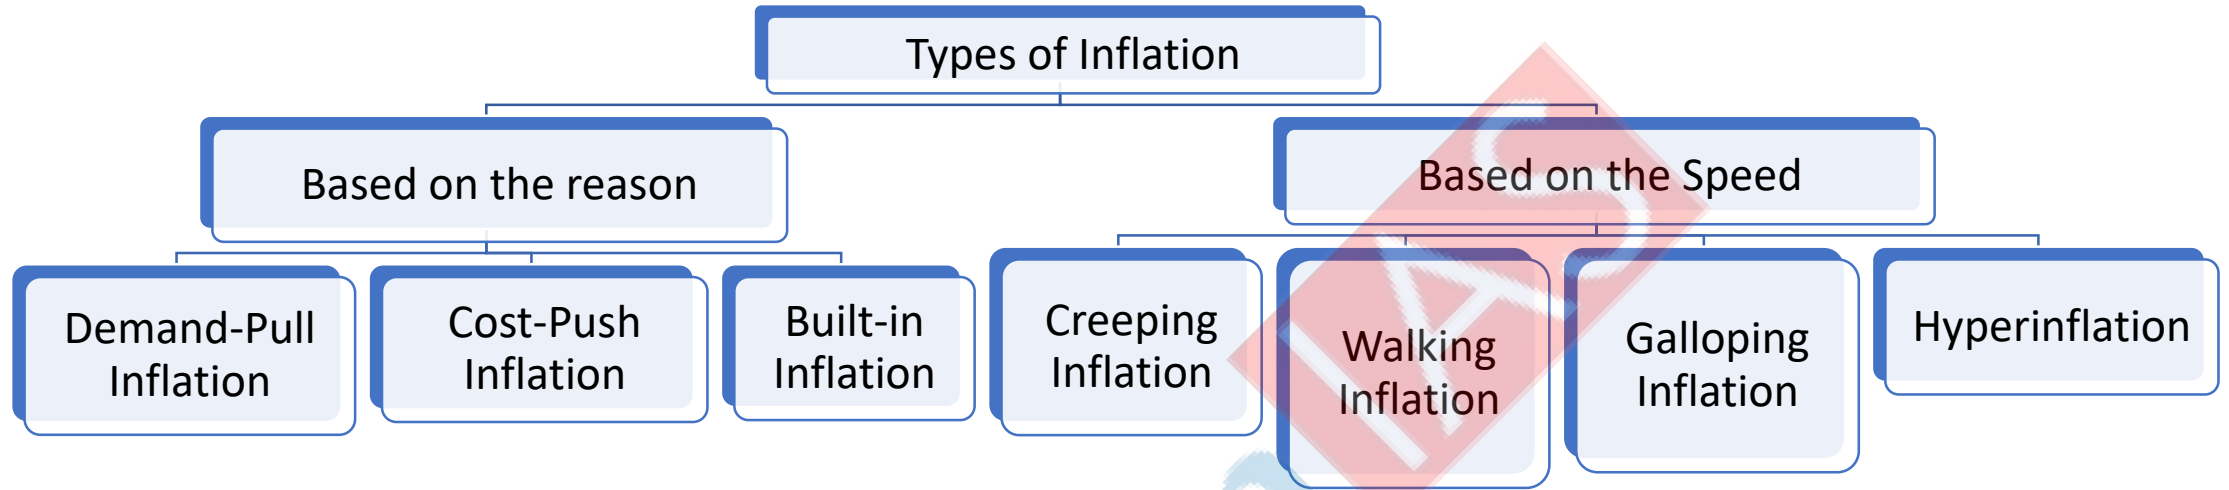 Types of Inflation
Based on the reason
Based on the Speed
Demand-Pull
Inflation
Cost-Push
Inflation
Built-in
Inflation
Creeping
Inflation
Walking
Inflation
Galloping
Inflation
Hyperinflation
IAS